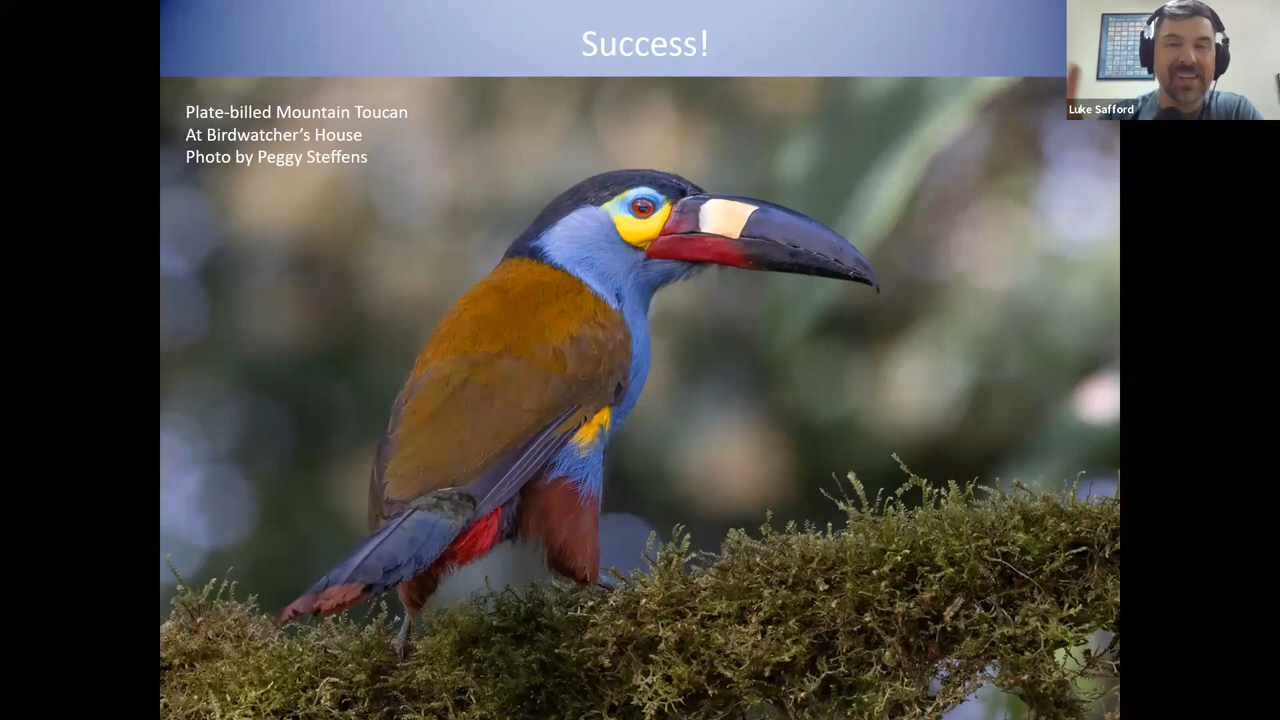 Success!
Plate-billed Mountain Toucan
At Birdwatcher's House
Photo by Peggy Steffens
Luke Safford